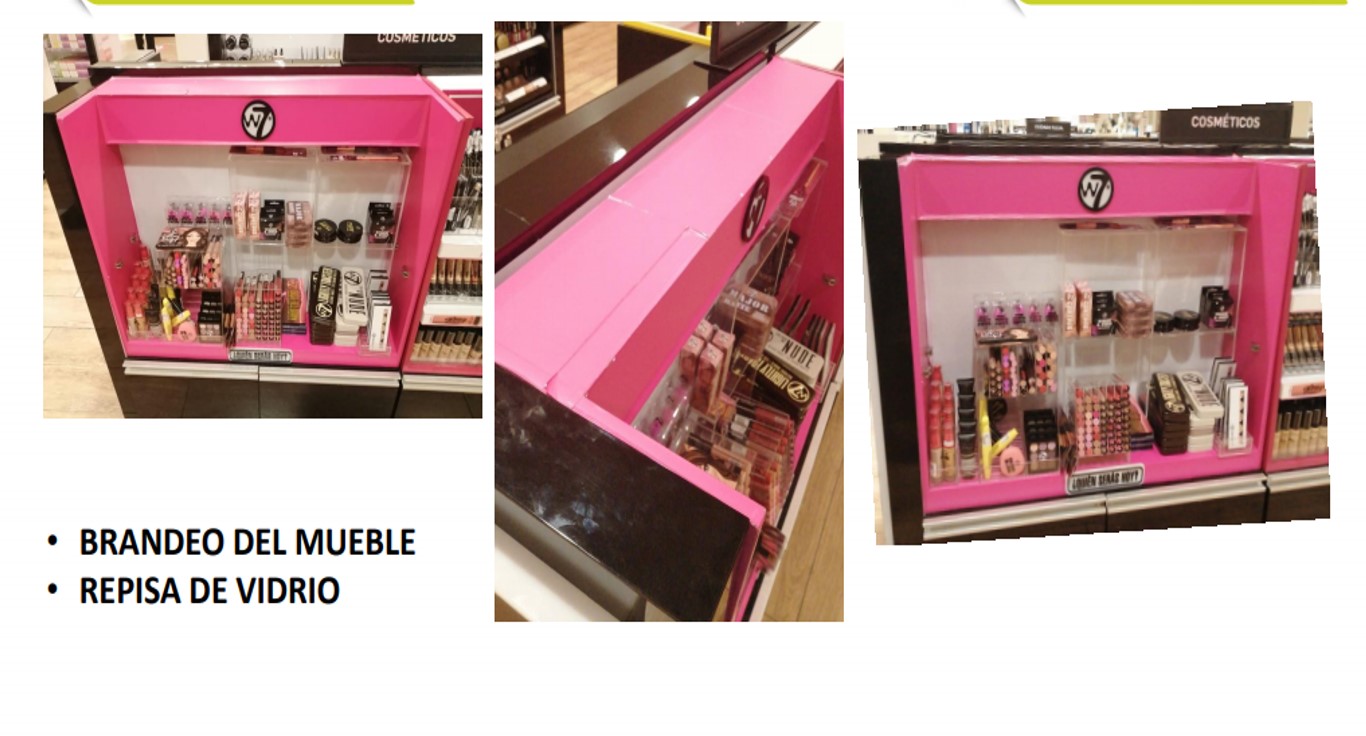 COSMÉTICOS
W7
¿QUIÉN SERÁS HOY?
MAJOR
NUDE
W7
COSMÉTICOS
W7
¿QUIÉN SERÁS HOY?
• BRANDEO DEL MUEBLE
• REPISA DE VIDRIO